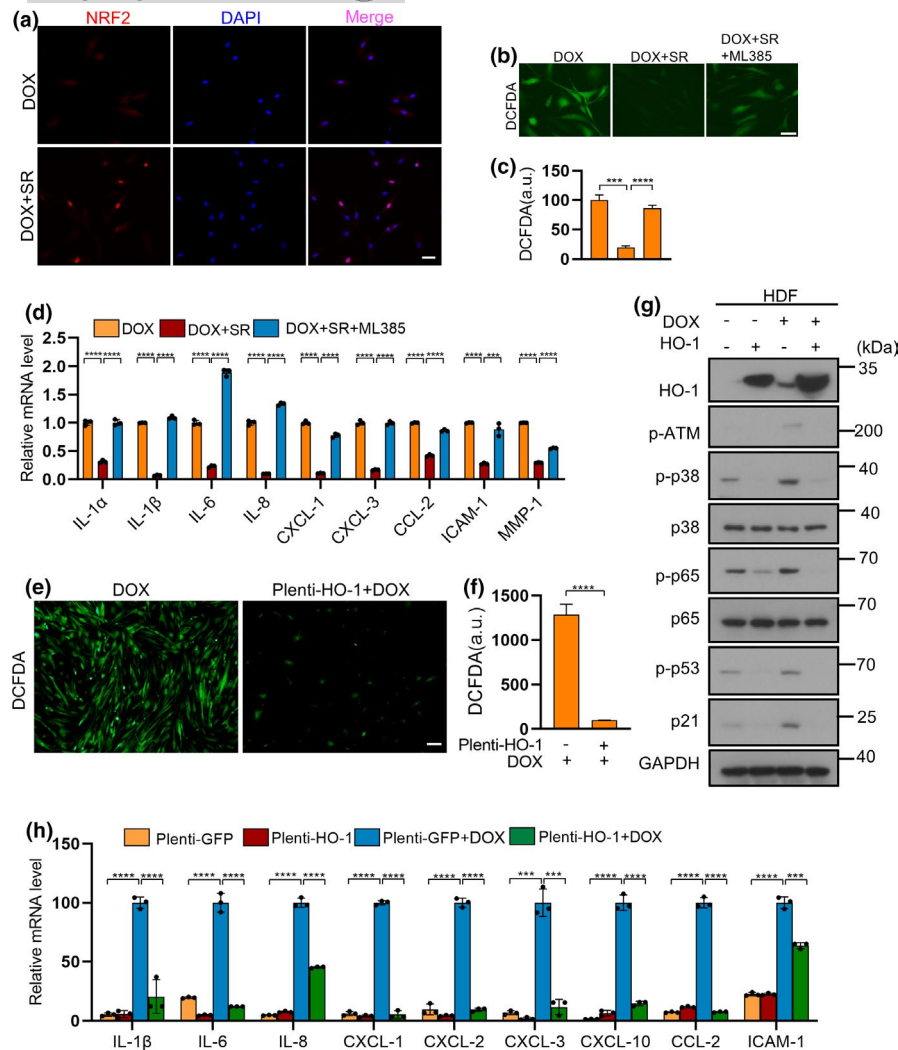 (a)
NRF2 DAPI Merge
DOX
DOX+SR
(b)
DOX DOX+SR DOX+SR
+ML385
DCFDA
(c)
DCFDA(a.u.)
150
100
50
0
*** ****
(d)
DOX DOX+SR DOX+SR+ML385
Relative mRNA level
2.5
2.0
1.5
1.0
0.5
0.0
**** **** **** **** **** **** **** **** **** **** **** **** **** **** **** *** **** ****
IL-1α IL-1β IL-6 IL-8 CXCL-1 CXCL-3 CCL-2 ICAM-1 MMP-1
(e)
DOX Plenti-HO-1+DOX
DCFDA
(f)
DCFDA(a.u.)
1500
1000
500
0
****
Plenti-HO-1 - +
DOX + +
(g)
HDF
DOX - - + +
HO-1 - + - + (kDa)
HO-1 35
p-ATM 200
p-p38 40
p38 40
p-p65 70
p65 70
p-p53 70
p21 25
GAPDH 40
(h)
Plenti-GFP Plenti-HO-1 Plenti-GFP+DOX Plenti-HO-1+DOX
Relative mRNA level
150
100
50
0
**** **** **** **** **** **** **** **** **** **** *** *** **** **** **** **** **** ***
IL-1β IL-6 IL-8 CXCL-1 CXCL-2 CXCL-3 CXCL-10 CCL-2 ICAM-1